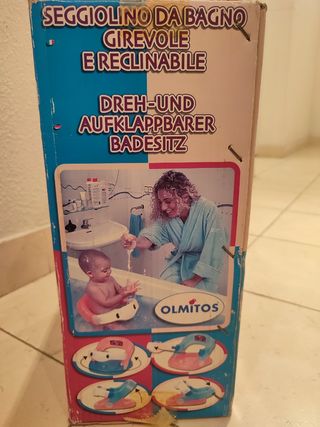 SEGGIOLINO DA BAGNO
GIREVOLE
E RECLINABILE
DREH-UND
AUFKLAPPBARER
BADESITZ
OLMITOS